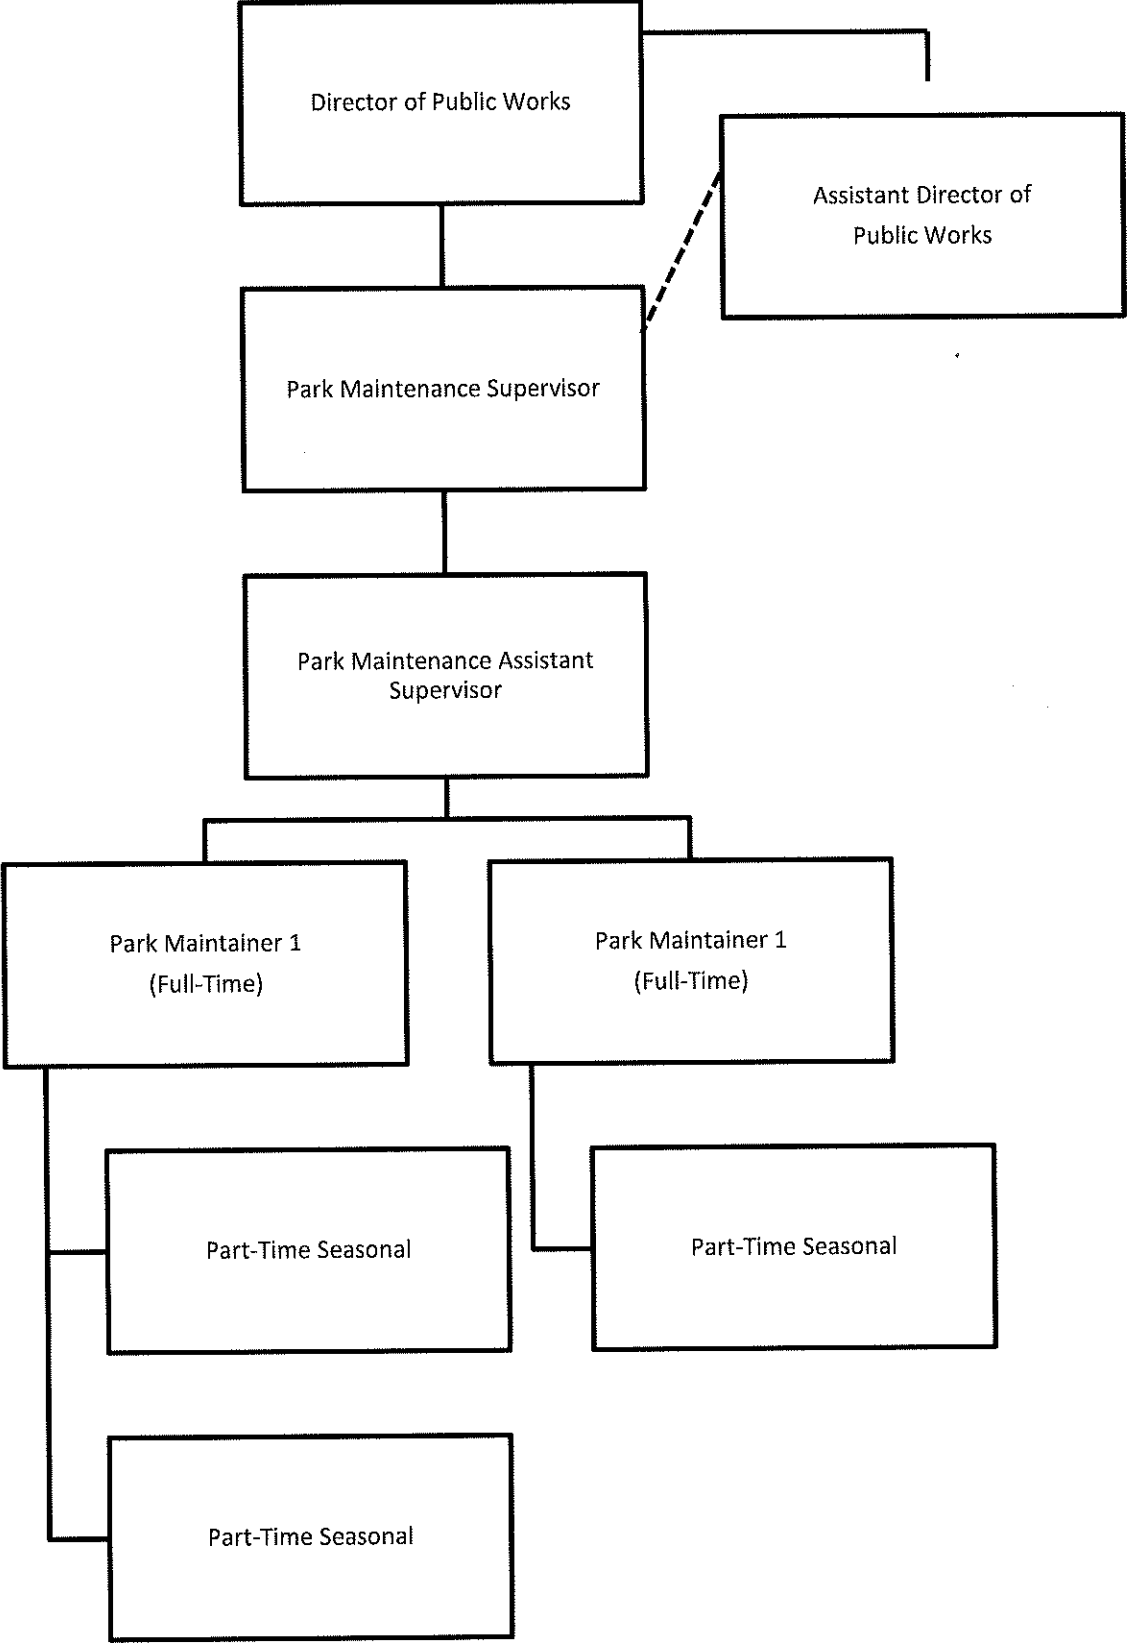 Director of Public Works
Assistant Director of
Public Works
Park Maintenance Supervisor
Park Maintenance Assistant
Supervisor
Park Maintainer 1
(Full-Time)
Park Maintainer 1
(Full-Time)
Part-Time Seasonal
Part-Time Seasonal
Part-Time Seasonal